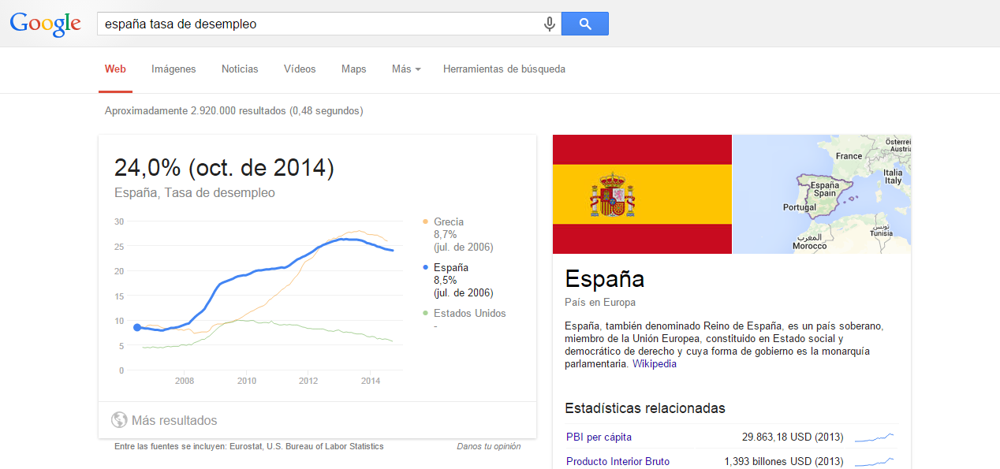 Google
españa tasa de desempleo
Web Imágenes Noticias Vídeos Maps Más Herramientas de búsqueda
Aproximadamente 2.920.000 resultados (0,48 segundos)
24,0% (oct. de 2014)
España, Tasa de desempleo
30
25
20
15
10
5
0
2008 2010 2012 2014
Grecia
8,7%
(jul. de 2006)
España
8,5%
(jul. de 2006)
Estados Unidos
-
Más resultados
Entre las fuentes se incluyen: Eurostat, U.S. Bureau of Labor Statistics
Danos tu opinión
Österrei
Austria
France
Italia
Italy
España
Spain
Portugal
تونس
Tunisia
المغرب
Morocco
España
País en Europa
España, también denominado Reino de España, es un país soberano,
miembro de la Unión Europea, constituido en Estado social y
democrático de derecho y cuya forma de gobierno es la monarquía
parlamentaria. Wikipedia
Estadísticas relacionadas
PBI per cápita 29.863,18 USD (2013)
Producto Interior Bruto 1,393 billones USD (2013)